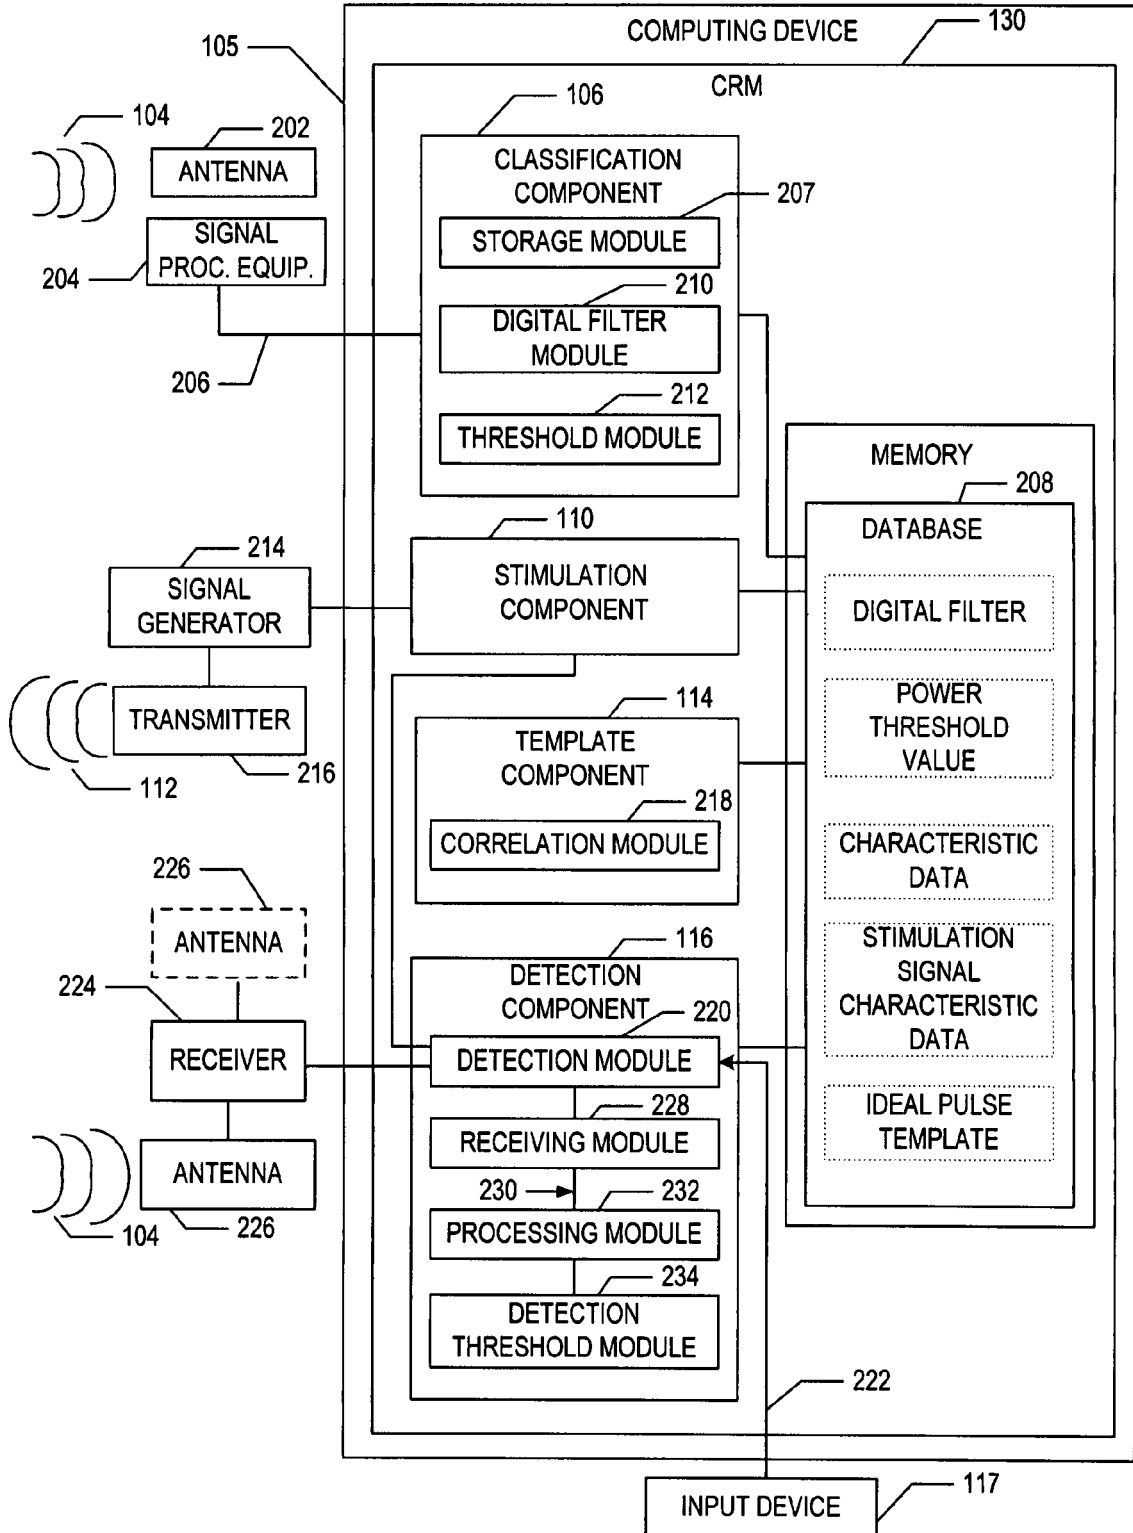 COMPUTING DEVICE
130
105
CRM
104
202
106
ANTENNA
CLASSIFICATION
COMPONENT
207
SIGNAL
PROC. EQUIP.
204
STORAGE MODULE
210
DIGITAL FILTER
MODULE
206
212
THRESHOLD MODULE
MEMORY
208
DATABASE
110
214
SIGNAL
GENERATOR
STIMULATION
COMPONENT
DIGITAL FILTER
POWER
THRESHOLD
VALUE
114
TRANSMITTER
216
112
TEMPLATE
COMPONENT
218
CORRELATION MODULE
CHARACTERISTIC
DATA
226
ANTENNA
116
STIMULATION
SIGNAL
CHARACTERISTIC
DATA
224
DETECTION
COMPONENT
220
RECEIVER
DETECTION MODULE
228
IDEAL PULSE
TEMPLATE
RECEIVING MODULE
ANTENNA
104
226
230
232
PROCESSING MODULE
234
DETECTION
THRESHOLD MODULE
222
INPUT DEVICE
117